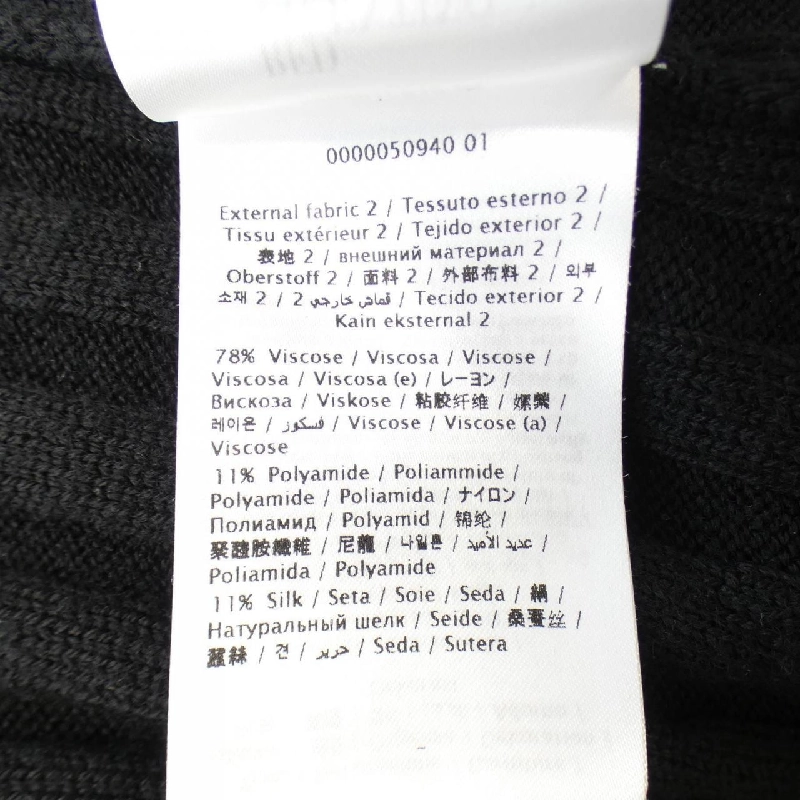 0000050940 01
External fabric 2 / Tessuto esterno 2 /
Tissu extérieur 2 / Tejido exterior 2 /
表地 2 / внешний материал 2 /
Oberstoff 2 / 面料 2 / 外部布料 2 / 외부
소재 2 / قماش خارجي 2 / Tecido exterior 2 /
Kain eksternal 2
78% Viscose / Viscosa / Viscose /
Viscosa / Viscosa (e) / レーヨン /
Вискоза / Viskose / 粘胶纤维 / 嫘縈 /
레이온 / فسكوز / Viscose / Viscose (a) /
Viscose
11% Polyamide / Poliammide /
Polyamide / Poliamida / ナイロン /
Полиамид / Polyamid / 锦纶 /
聚醯胺纖維 / 尼龍 / 나일론 / عديد الأميد /
Poliamida / Polyamide
11% Silk / Seta / Soie / Seda / 絹 /
Натуральный шелк / Seide / 桑蚕丝 /
蠶絲 / 견 / حرير / Seda / Sutera